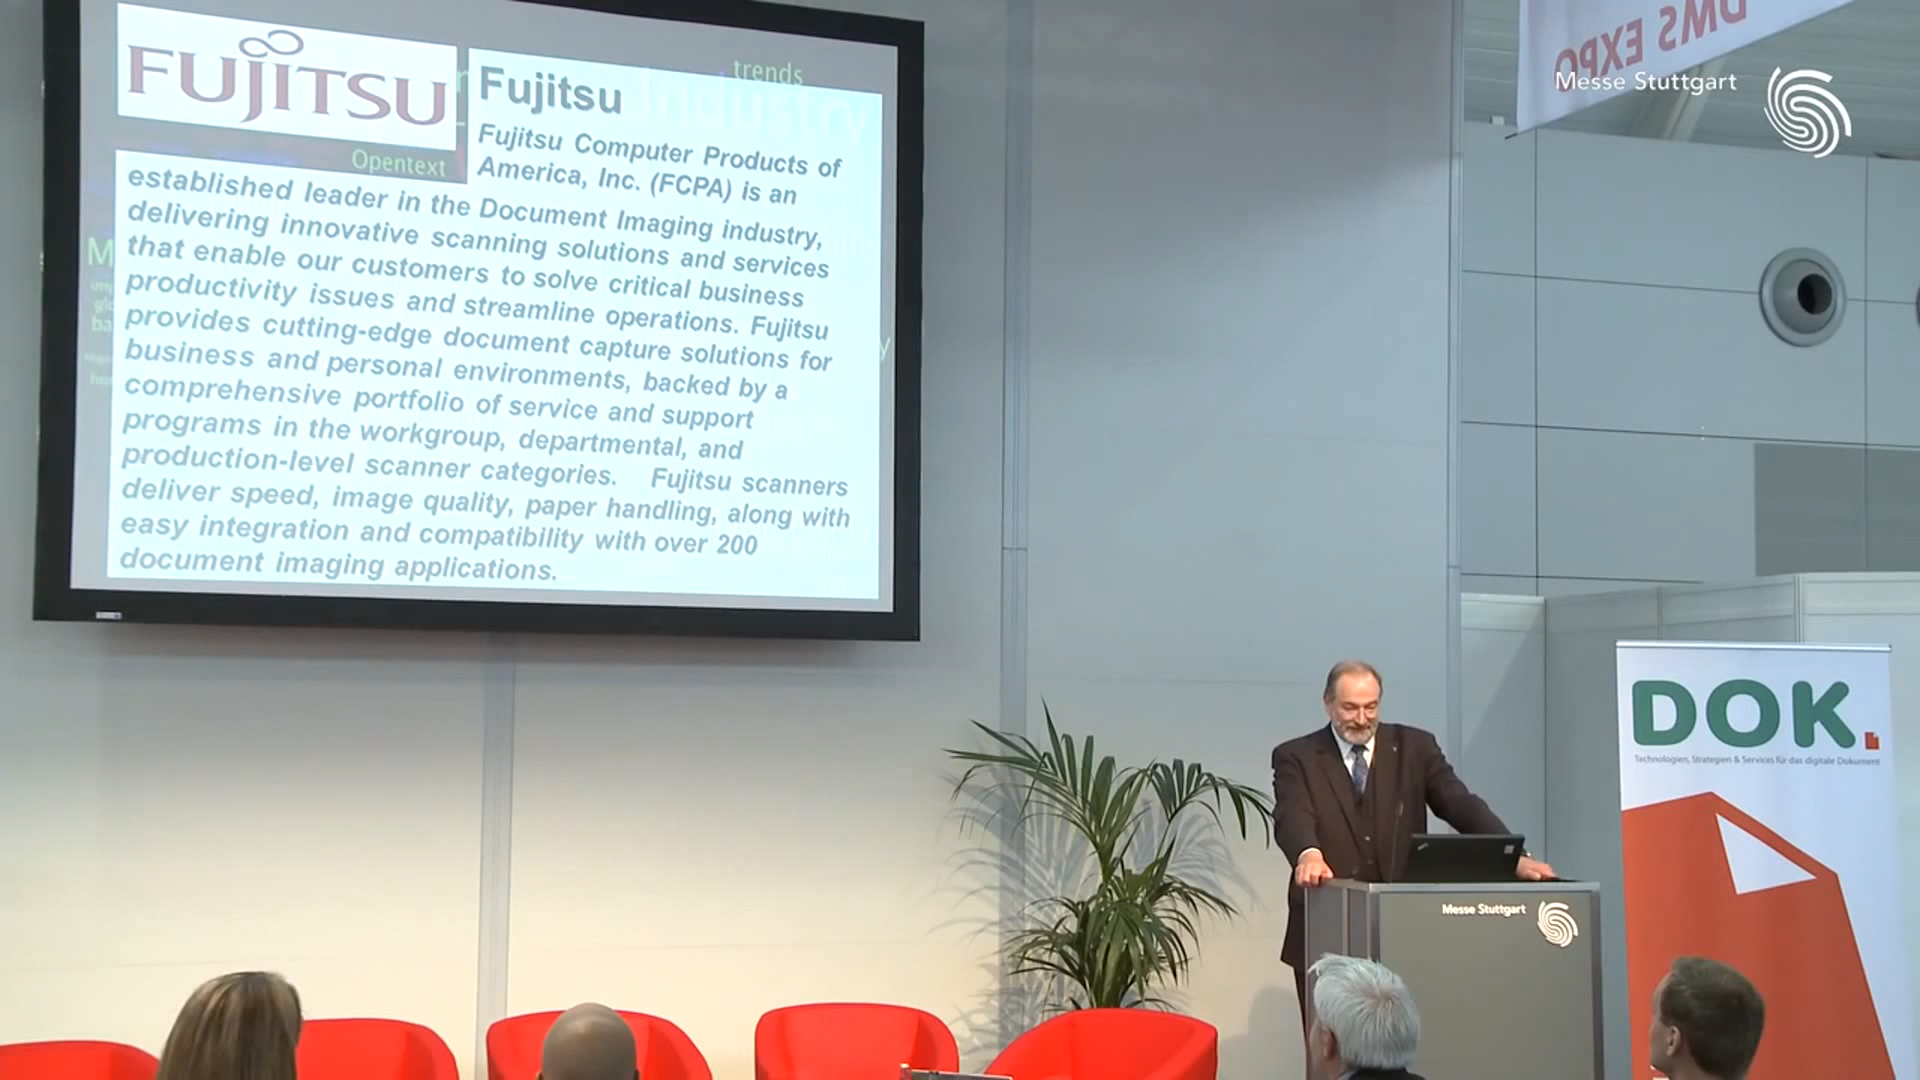 FUJITSU
Fujitsu
trends
Industry
Opentext
Fujitsu Computer Products of
America, Inc. (FCPA) is an
established leader in the Document Imaging industry,
delivering innovative scanning solutions and services
that enable our customers to solve critical business
productivity issues and streamline operations. Fujitsu
provides cutting-edge document capture solutions for
business and personal environments, backed by a
comprehensive portfolio of service and support
programs in the workgroup, departmental, and
production-level scanner categories. Fujitsu scanners
deliver speed, image quality, paper handling, along with
easy integration and compatibility with over 200
document imaging applications.
DMS EXPO
Messe Stuttgart
DOK.
Technologien, Strategien & Services für das digitale Dokument
Messe Stuttgart